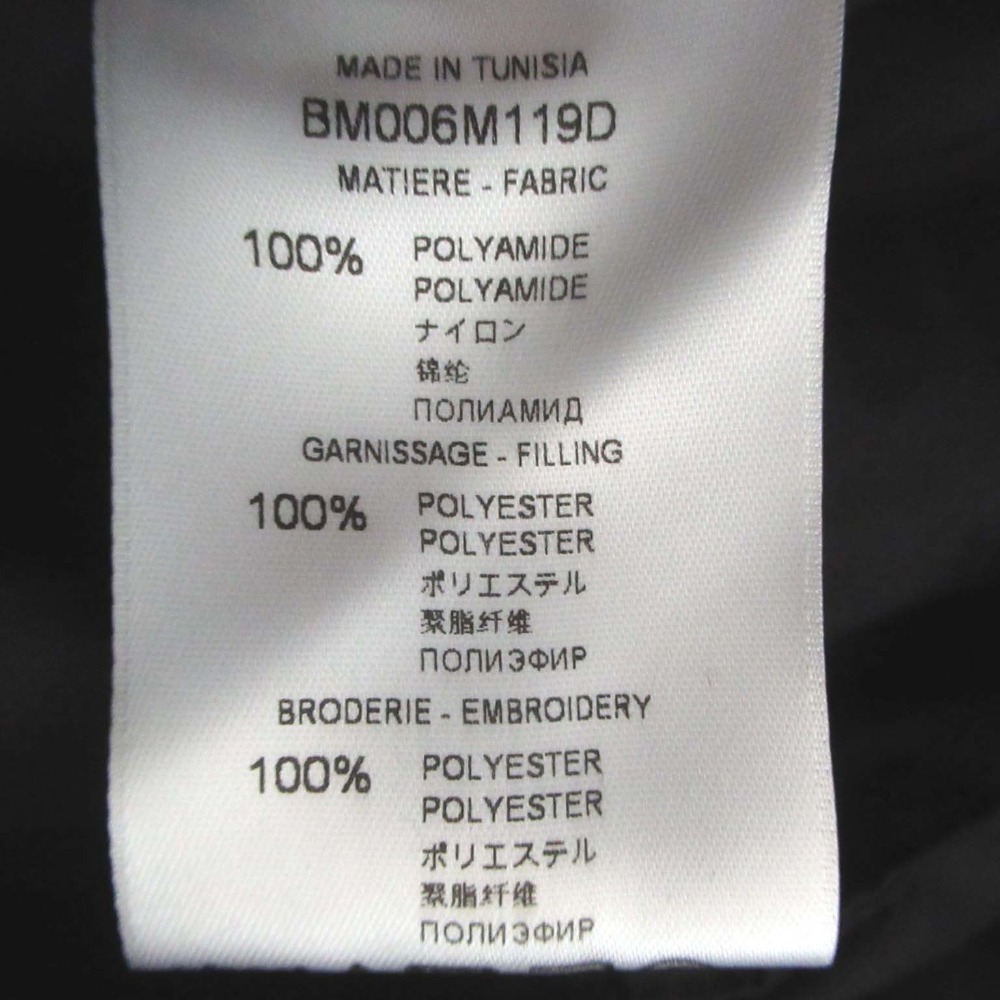 MADE IN TUNISIA
BM006M119D
MATIERE - FABRIC
100% POLYAMIDE
POLYAMIDE
ナイロン
锦纶
ПОЛИАМИД
GARNISSAGE - FILLING
100% POLYESTER
POLYESTER
ポリエステル
聚脂纤维
ПОЛИЭФИР
BRODERIE - EMBROIDERY
100% POLYESTER
POLYESTER
ポリエステル
聚脂纤维
ПОЛИЭФИР